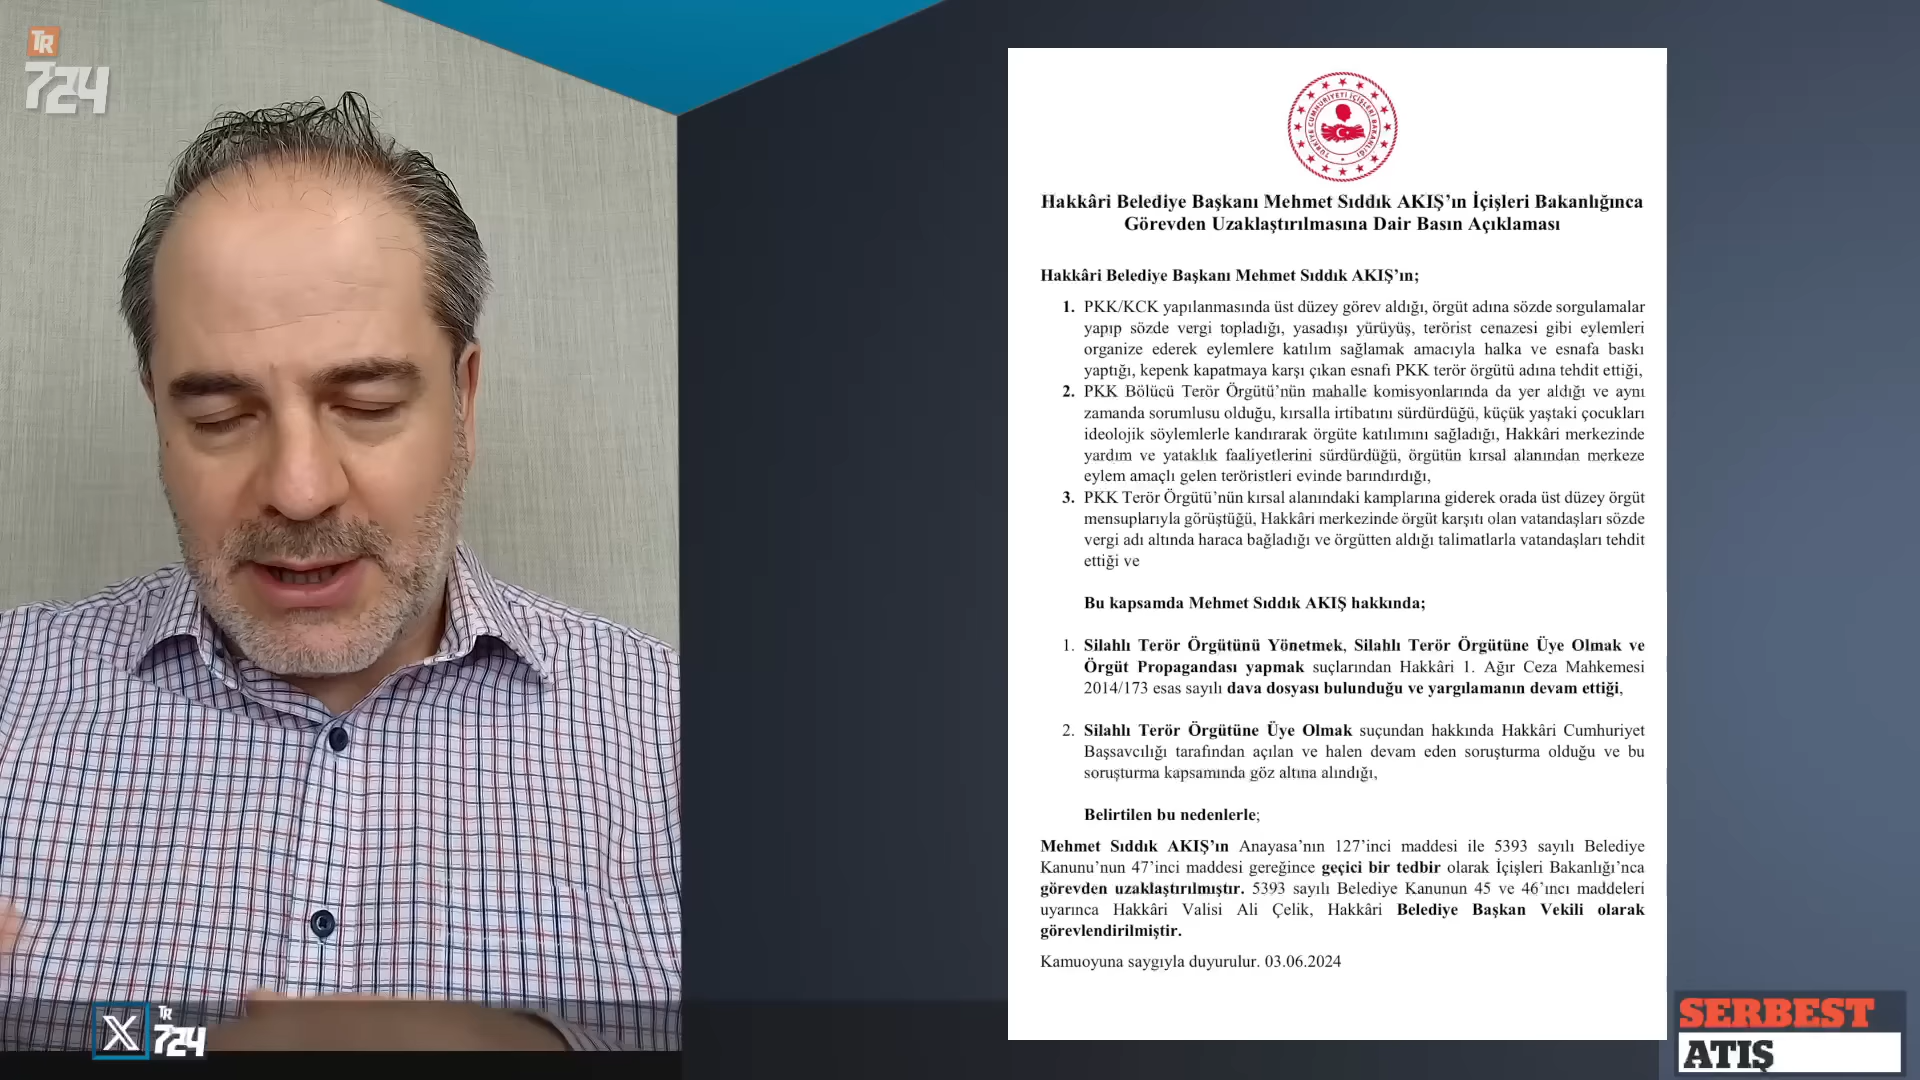 TR
724
TÜRKİYE CUMHURİYETİ İÇİŞLERİ BAKANLIĞI
Hakkâri Belediye Başkanı Mehmet Sıddık AKIŞ’ın İçişleri Bakanlığınca
Görevden Uzaklaştırılmasına Dair Basın Açıklaması
Hakkâri Belediye Başkanı Mehmet Sıddık AKIŞ’ın;
1. PKK/KCK yapılanmasında üst düzey görev aldığı, örgüt adına sözde sorgulamalar
yapıp sözde vergi topladığı, yasadışı yürüyüş, terörist cenazesi gibi eylemleri
organize ederek eylemlere katılım sağlamak amacıyla halka ve esnafa baskı
yaptığı, kepenk kapatmaya karşı çıkan esnafı PKK terör örgütü adına tehdit ettiği,
2. PKK Bölücü Terör Örgütü’nün mahalle komisyonlarında da yer aldığı ve aynı
zamanda sorumlusu olduğu, kırsalla irtibatını sürdürdüğü, küçük yaştaki çocukları
ideolojik söylemlerle kandırarak örgüte katılımını sağladığı, Hakkâri merkezinde
yardım ve yataklık faaliyetlerini sürdürdüğü, örgütün kırsal alanından merkeze
eylem amaçlı gelen teröristleri evinde barındırdığı,
3. PKK Terör Örgütü’nün kırsal alanındaki kamplarına giderek orada üst düzey örgüt
mensuplarıyla görüştüğü, Hakkâri merkezinde örgüt karşıtı olan vatandaşları sözde
vergi adı altında haraca bağladığı ve örgütten aldığı talimatlarla vatandaşları tehdit
ettiği ve
Bu kapsamda Mehmet Sıddık AKIŞ hakkında;
1. Silahlı Terör Örgütünü Yönetmek, Silahlı Terör Örgütüne Üye Olmak ve
Örgüt Propagandası yapmak suçlarından Hakkâri 1. Ağır Ceza Mahkemesi
2014/173 esas sayılı dava dosyası bulunduğu ve yargılamanın devam ettiği,
2. Silahlı Terör Örgütüne Üye Olmak suçundan hakkında Hakkâri Cumhuriyet
Başsavcılığı tarafından açılan ve halen devam eden soruşturma olduğu ve bu
soruşturma kapsamında göz altına alındığı,
Belirtilen bu nedenlerle;
Mehmet Sıddık AKIŞ’ın Anayasa’nın 127’inci maddesi ile 5393 sayılı Belediye
Kanunu’nun 47’inci maddesi gereğince geçici bir tedbir olarak İçişleri Bakanlığı’nca
görevden uzaklaştırılmıştır. 5393 sayılı Belediye Kanunun 45 ve 46’ıncı maddeleri
uyarınca Hakkâri Valisi Ali Çelik, Hakkâri Belediye Başkan Vekili olarak
görevlendirilmiştir.
Kamuoyuna saygıyla duyurulur. 03.06.2024
X TR
724
SERBEST
ATIŞ